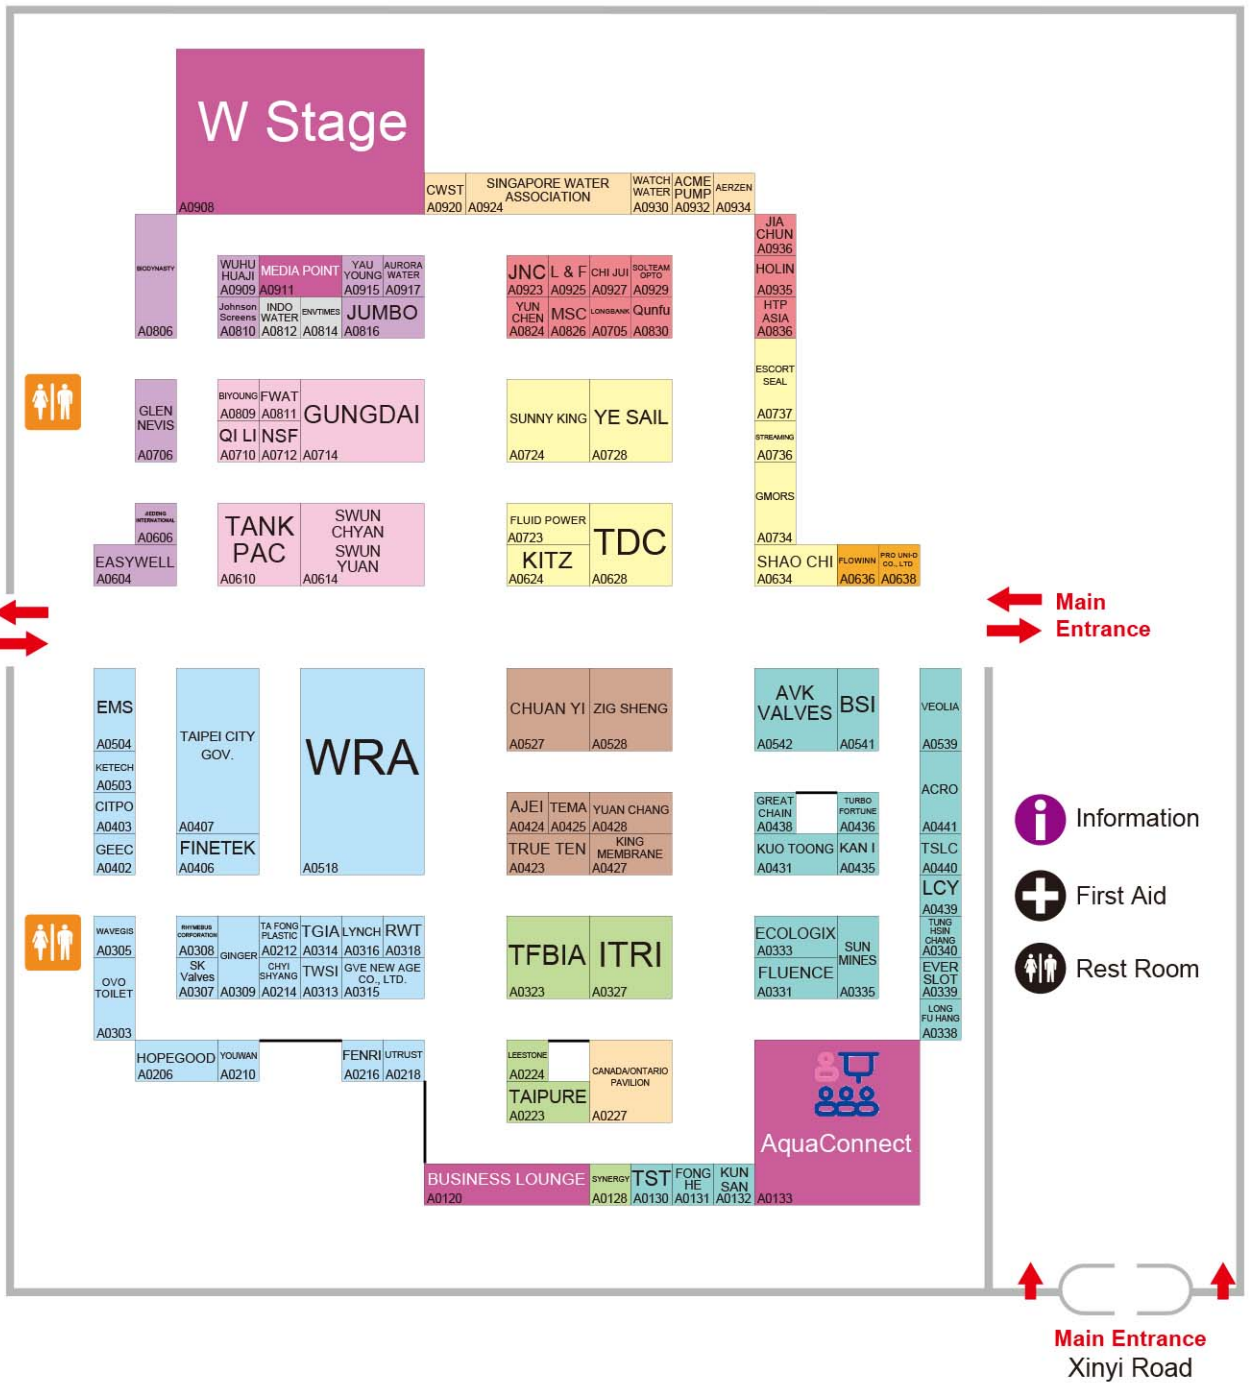 W Stage
A0908
CWST
A0920
SINGAPORE WATER
ASSOCIATION
A0924
WATCH
WATER
A0930
ACME
PUMP
A0932
AERZEN
A0934
JIA
CHUN
A0936
HOLIN
A0935
HTP
ASIA
A0836
BIODYNASTY
A0806
WUHU
HUAJI
A0909
MEDIA POINT
A0911
YAU
YOUNG
A0915
AURORA
WATER
A0917
Johnson
Screens
A0810
INDO
WATER
A0812
ENVTIMES
A0814
JUMBO
A0816
JNC
A0923
L & F
A0925
CHI JUI
A0927
SOLTEAM
OPTO
A0929
YUN
CHEN
A0824
MSC
A0826
LONGBANK
A0705
Qunfu
A0830
ESCORT
SEAL
A0737
STREAMING
A0736
GMORS
A0734
GLEN
NEVIS
A0706
BIYOUNG
A0809
FWAT
A0811
GUNGDAI
A0714
QI LI
A0710
NSF
A0712
SUNNY KING
A0724
YE SAIL
A0728
JIEDENG
INTERNATIONAL
A0606
EASYWELL
A0604
TANK
PAC
A0610
SWUN
CHYAN
SWUN
YUAN
A0614
FLUID POWER
A0723
KITZ
A0624
TDC
A0628
SHAO CHI
A0634
FLOWINN
A0636
PRO UNI-D
CO., LTD
A0638
Main
Entrance
EMS
A0504
KETECH
A0503
CITPO
A0403
GEEC
A0402
TAIPEI CITY
GOV.
A0407
FINETEK
A0406
WRA
A0518
CHUAN YI
A0527
ZIG SHENG
A0528
AVK
VALVES
A0542
BSI
A0541
VEOLIA
A0539
AJEI
A0424
TEMA
A0425
YUAN CHANG
A0428
TRUE TEN
A0423
KING
MEMBRANE
A0427
GREAT
CHAIN
A0438
TURBO
FORTUNE
A0436
KUO TOONG
A0431
KAN I
A0435
ACRO
A0441
TSLC
A0440
LCY
A0439
TUNG
HSIN
CHANG
A0340
EVER
SLOT
A0339
LONG
FU HANG
A0338
Information
First Aid
Rest Room
WAVEGIS
A0305
OVO
TOILET
A0303
RHYMEBUS
CORPORATION
A0308
GINGER
A0309
TA FONG
PLASTIC
A0212
TGIA
A0314
LYNCH
A0316
RWT
A0318
SK
Valves
A0307
CHYI
SHYANG
A0214
TWSI
A0313
GVE NEW AGE
CO., LTD.
A0315
TFBIA
A0323
ITRI
A0327
ECOLOGIX
A0333
FLUENCE
A0331
SUN
MINES
A0335
HOPEGOOD
A0206
YOUWAN
A0210
FENRI
A0216
UTRUST
A0218
LEESTONE
A0224
TAIPURE
A0223
CANADA/ONTARIO
PAVILION
A0227
AquaConnect
A0133
BUSINESS LOUNGE
A0120
SYNERGY
A0128
TST
A0130
FONG
HE
A0131
KUN
SAN
A0132
Main Entrance
Xinyi Road